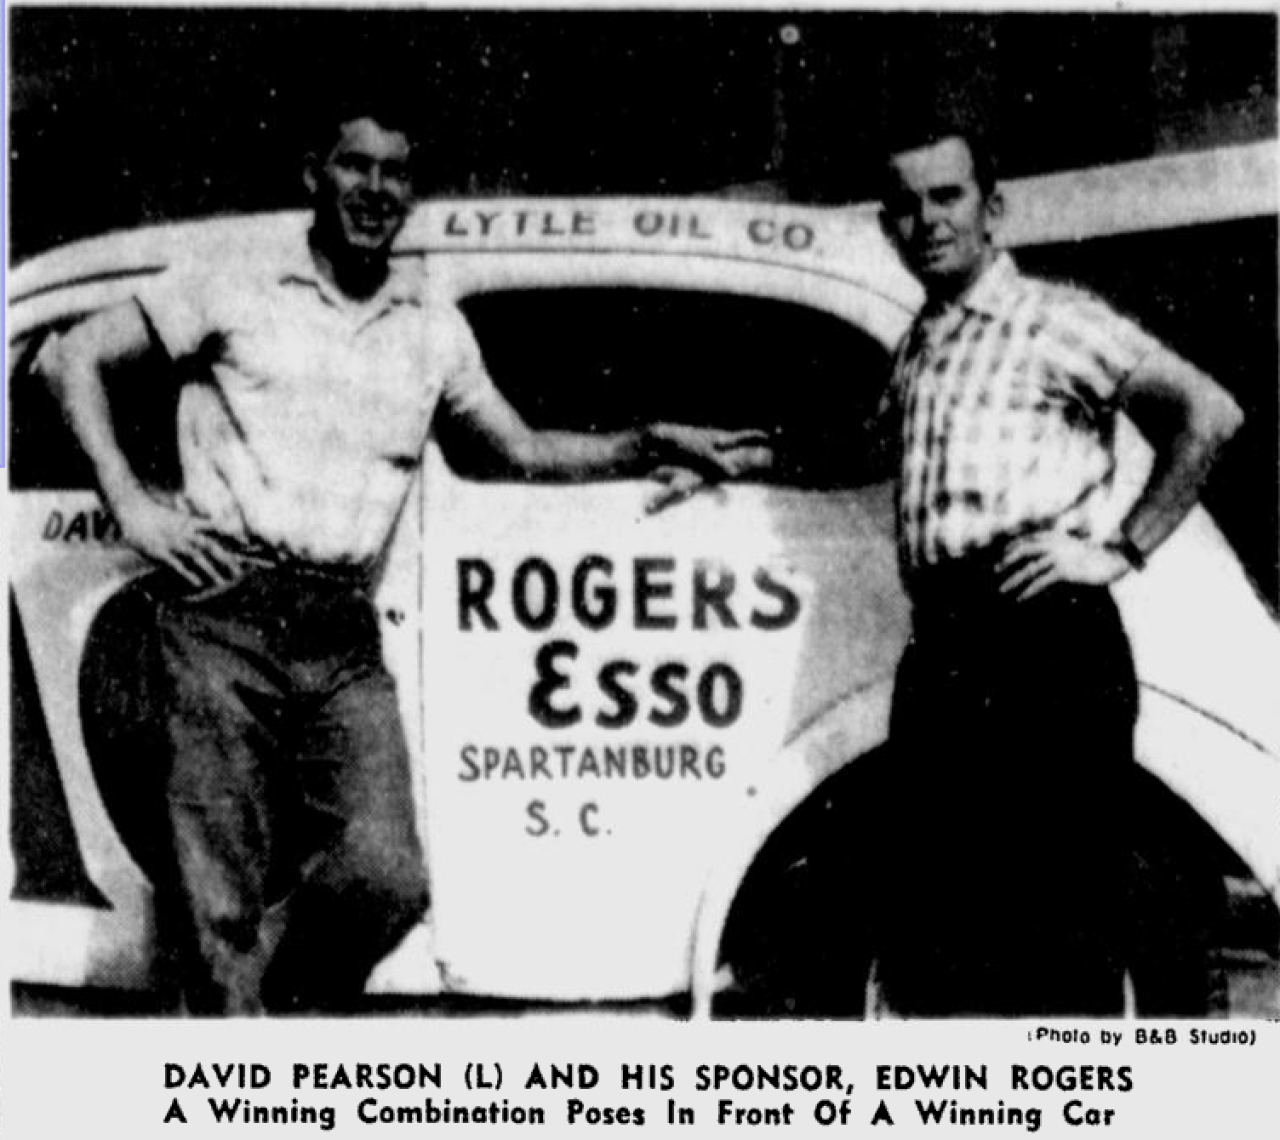 LYTLE OIL CO.
DAVI
ROGERS
ESSO
SPARTANBURG
S. C.
(Photo by B&B Studio)
DAVID PEARSON (L) AND HIS SPONSOR, EDWIN ROGERS
A Winning Combination Poses In Front Of A Winning Car